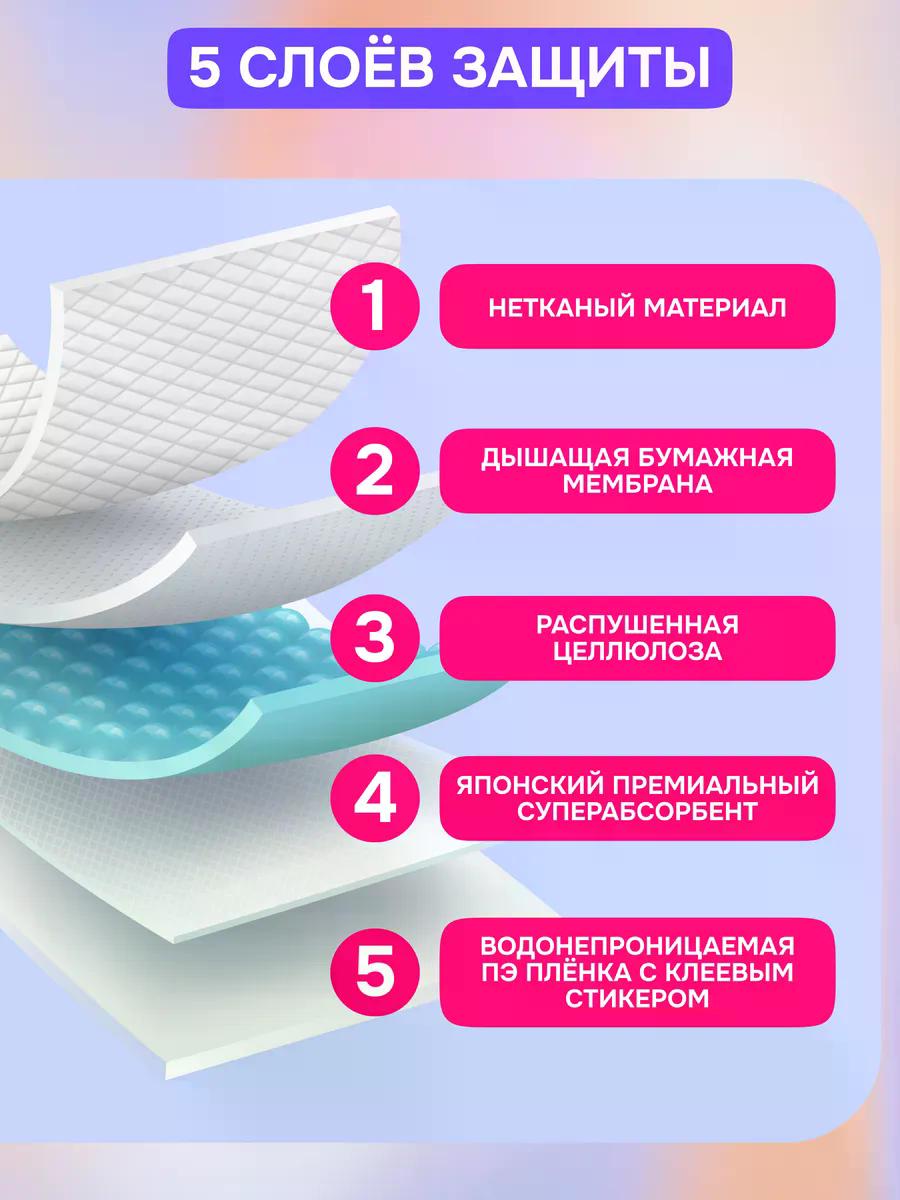 5 СЛОЁВ ЗАЩИТЫ
1
НЕТКАНЫЙ МАТЕРИАЛ
2
ДЫШАЩАЯ БУМАЖНАЯ
МЕМБРАНА
3
РАСПУШЕННАЯ
ЦЕЛЛЮЛОЗА
4
ЯПОНСКИЙ ПРЕМИАЛЬНЫЙ
СУПЕРАБСОРБЕНТ
5
ВОДОНЕПРОНИЦАЕМАЯ
ПЭ ПЛЁНКА С КЛЕЕВЫМ
СТИКЕРОМ